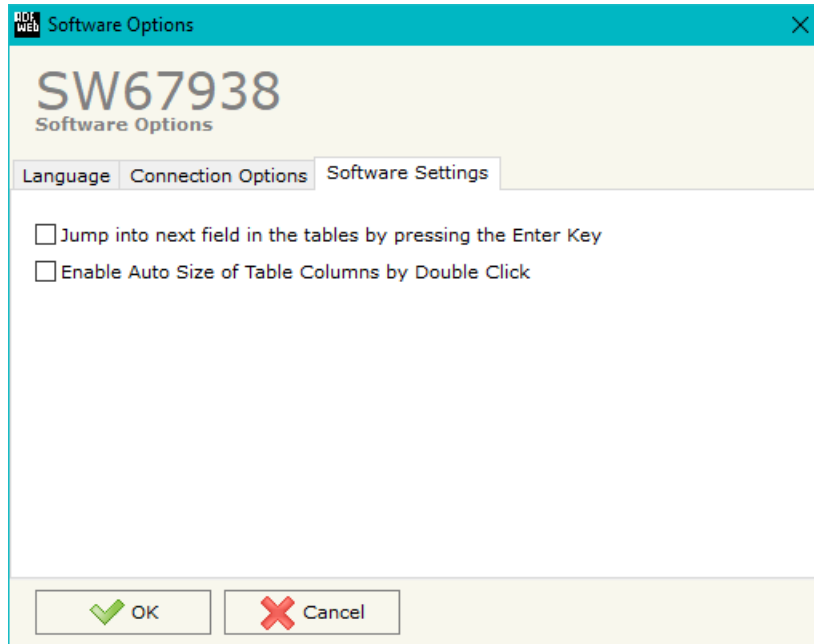 ADF
WEB Software Options
SW67938
Software Options
Language Connection Options Software Settings
Jump into next field in the tables by pressing the Enter Key
Enable Auto Size of Table Columns by Double Click
OK Cancel